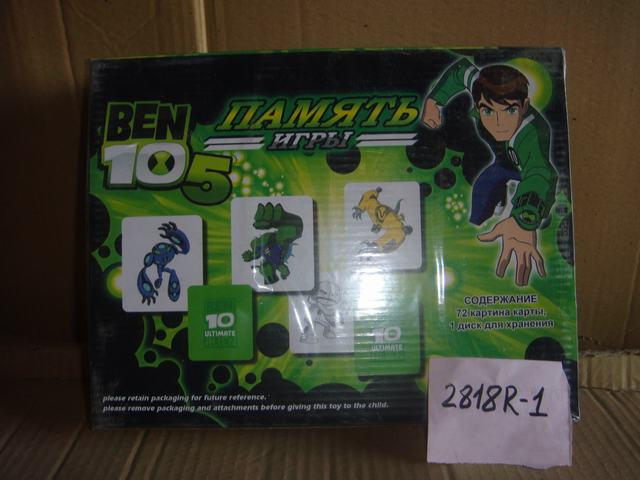 BEN
10 5
ПАМЯТЬ
ИГРЫ
10
ULTIMATE
10
ULTIMATE
СОДЕРЖАНИЕ
72 картина карты,
1 диск для хранения
please retain packaging for future reference.
please remove packaging and attachments before giving this toy to the child.
2818R-1